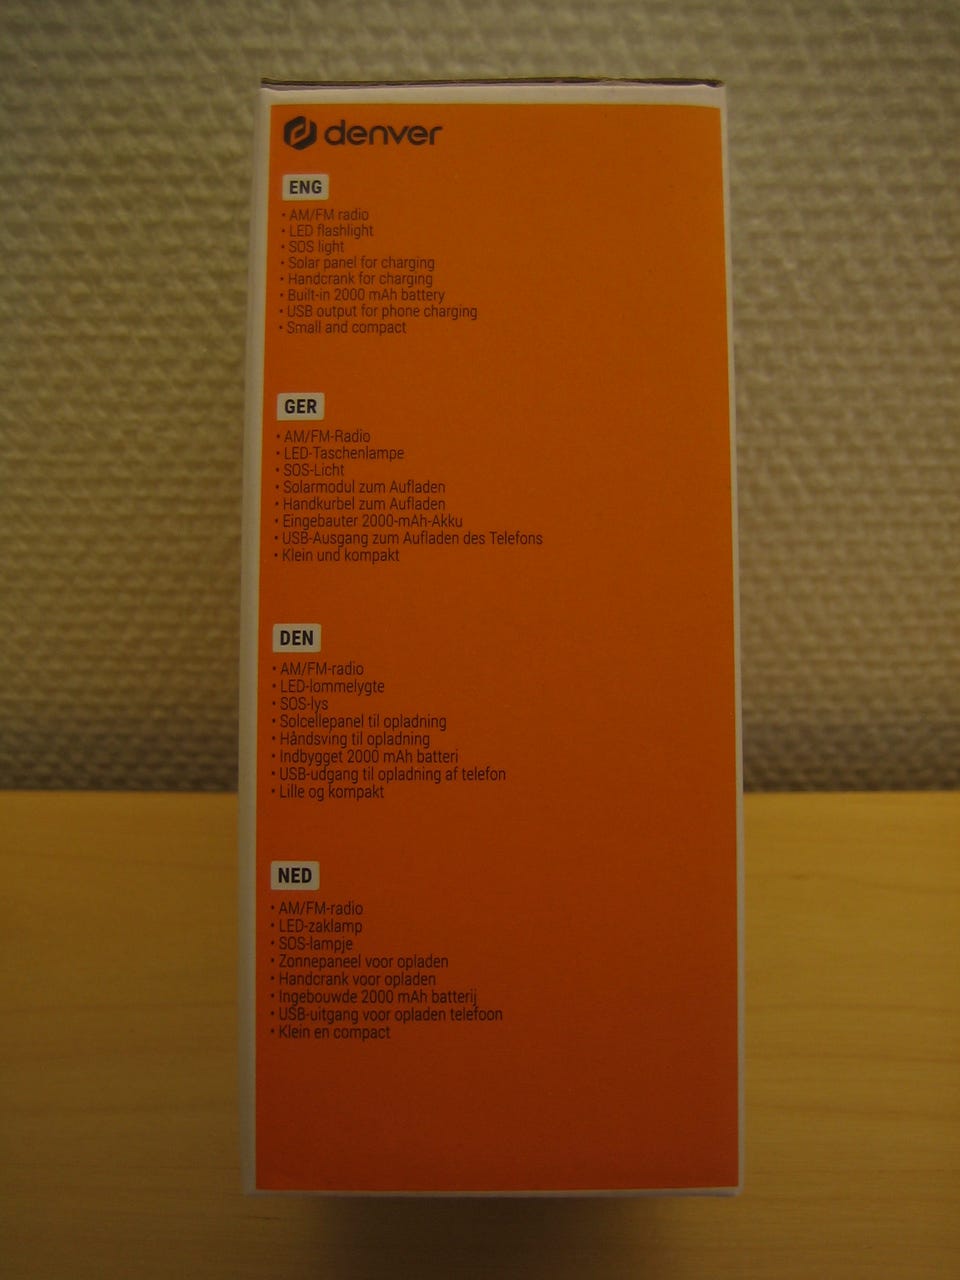 denver
ENG
• AM/FM radio
• LED flashlight
• SOS light
• Solar panel for charging
• Handcrank for charging
• Built-in 2000 mAh battery
• USB output for phone charging
• Small and compact
GER
• AM/FM-Radio
• LED-Taschenlampe
• SOS-Licht
• Solarmodul zum Aufladen
• Handkurbel zum Aufladen
• Eingebauter 2000-mAh-Akku
• USB-Ausgang zum Aufladen des Telefons
• Klein und kompakt
DEN
• AM/FM-radio
• LED-lommelygte
• SOS-lys
• Solcellepanel til opladning
• Håndsving til opladning
• Indbygget 2000 mAh batteri
• USB-udgang til opladning af telefon
• Lille og kompakt
NED
• AM/FM-radio
• LED-zaklamp
• SOS-lampje
• Zonnepaneel voor opladen
• Handcrank voor opladen
• Ingebouwde 2000 mAh batterij
• USB-uitgang voor opladen telefoon
• Klein en compact